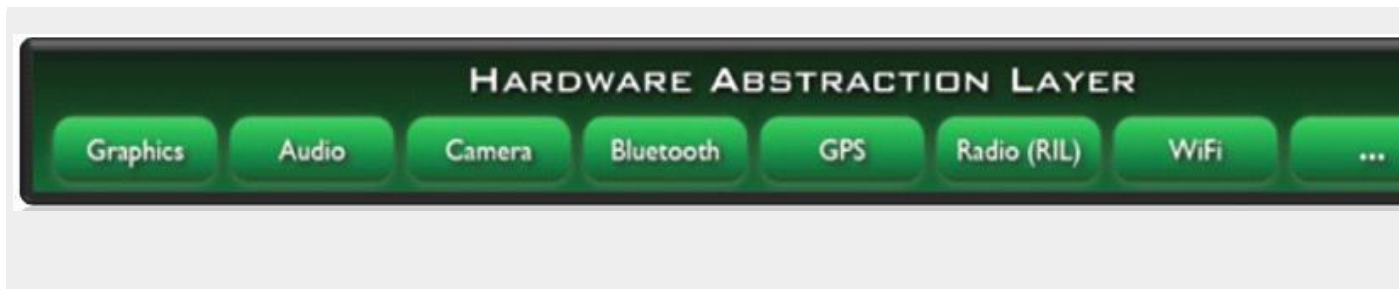 HARDWARE ABSTRACTION LAYER
Graphics Audio Camera Bluetooth GPS Radio (RIL) WiFi ...